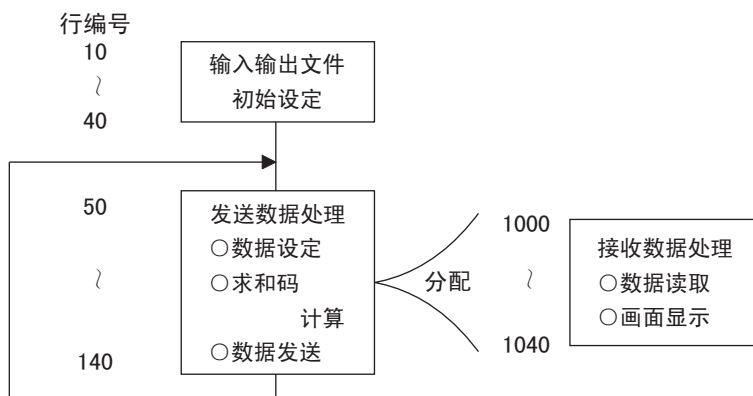 行编号
10
～
40
输入输出文件
初始设定
50
～
140
发送数据处理
○数据设定
○求和码
计算
○数据发送
分配
1000
～
1040
接收数据处理
○数据读取
○画面显示